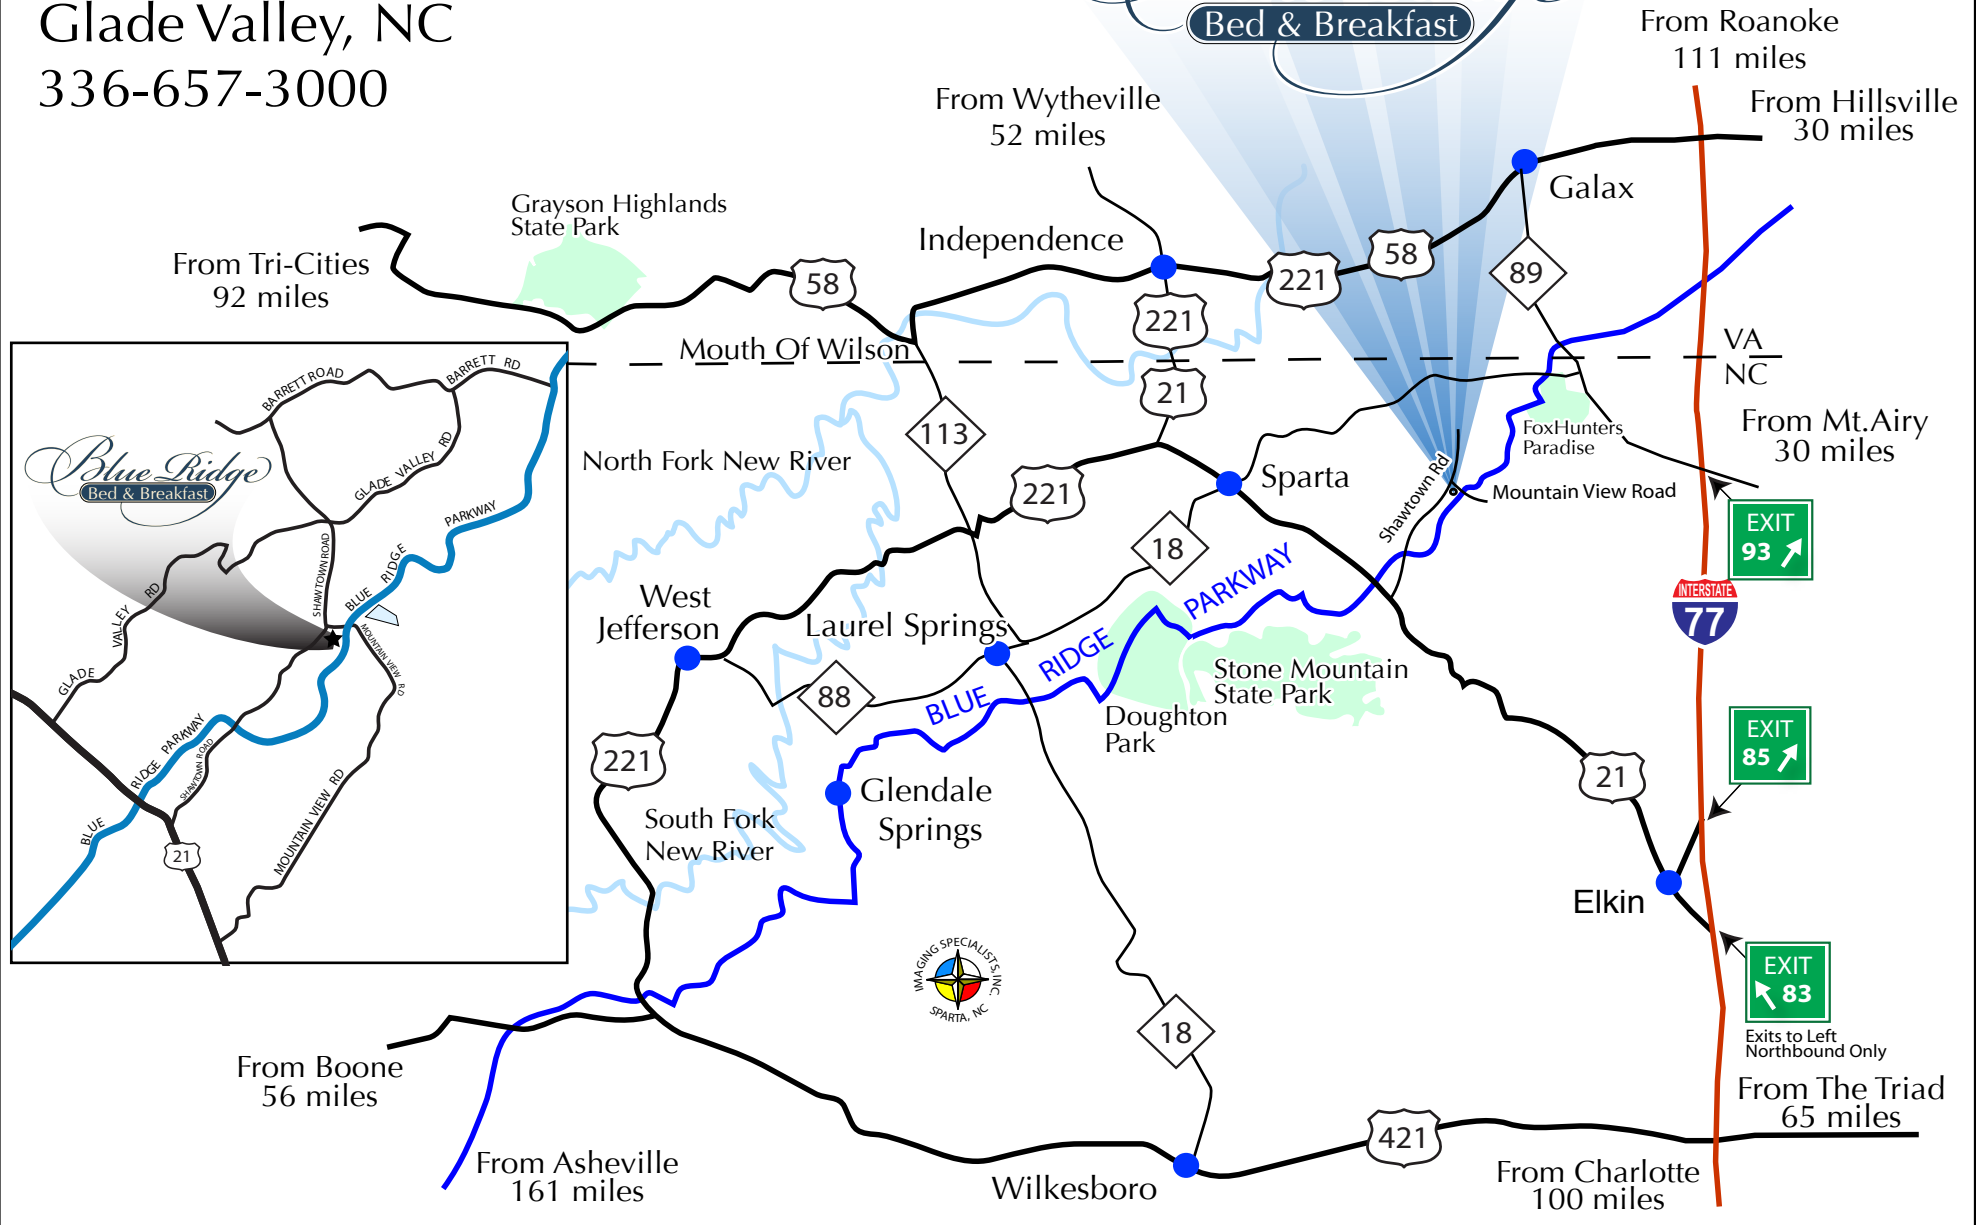 Glade Valley, NC
336-657-3000
Bed & Breakfast
From Roanoke
111 miles
From Hillsville
30 miles
From Wytheville
52 miles
Galax
Grayson Highlands
State Park
Independence
From Tri-Cities
92 miles
58
221
58
89
221
Mouth Of Wilson
VA
NC
21
113
From Mt.Airy
30 miles
FoxHunters
Paradise
North Fork New River
221
Sparta
Shawtown Rd
Mountain View Road
EXIT
93
18
INTERSTATE
77
West
Jefferson
Laurel Springs
BLUE
RIDGE
PARKWAY
88
Stone Mountain
State Park
Doughton
Park
221
EXIT
85
21
Glendale
Springs
South Fork
New River
Elkin
EXIT
83
Exits to Left
Northbound Only
IMAGING SPECIALISTS, INC.
SPARTA, NC
18
From Boone
56 miles
From The Triad
65 miles
421
From Asheville
161 miles
Wilkesboro
From Charlotte
100 miles
BARRETT ROAD
BARRETT RD
Blue Ridge
Bed & Breakfast
GLADE VALLEY RD
PARKWAY
RIDGE
BLUE
SHAWTOWN ROAD
MOUNTAIN VIEW RD
GLADE VALLEY RD
BLUE RIDGE PARKWAY
SHAWTOWN ROAD
MOUNTAIN VIEW RD
21